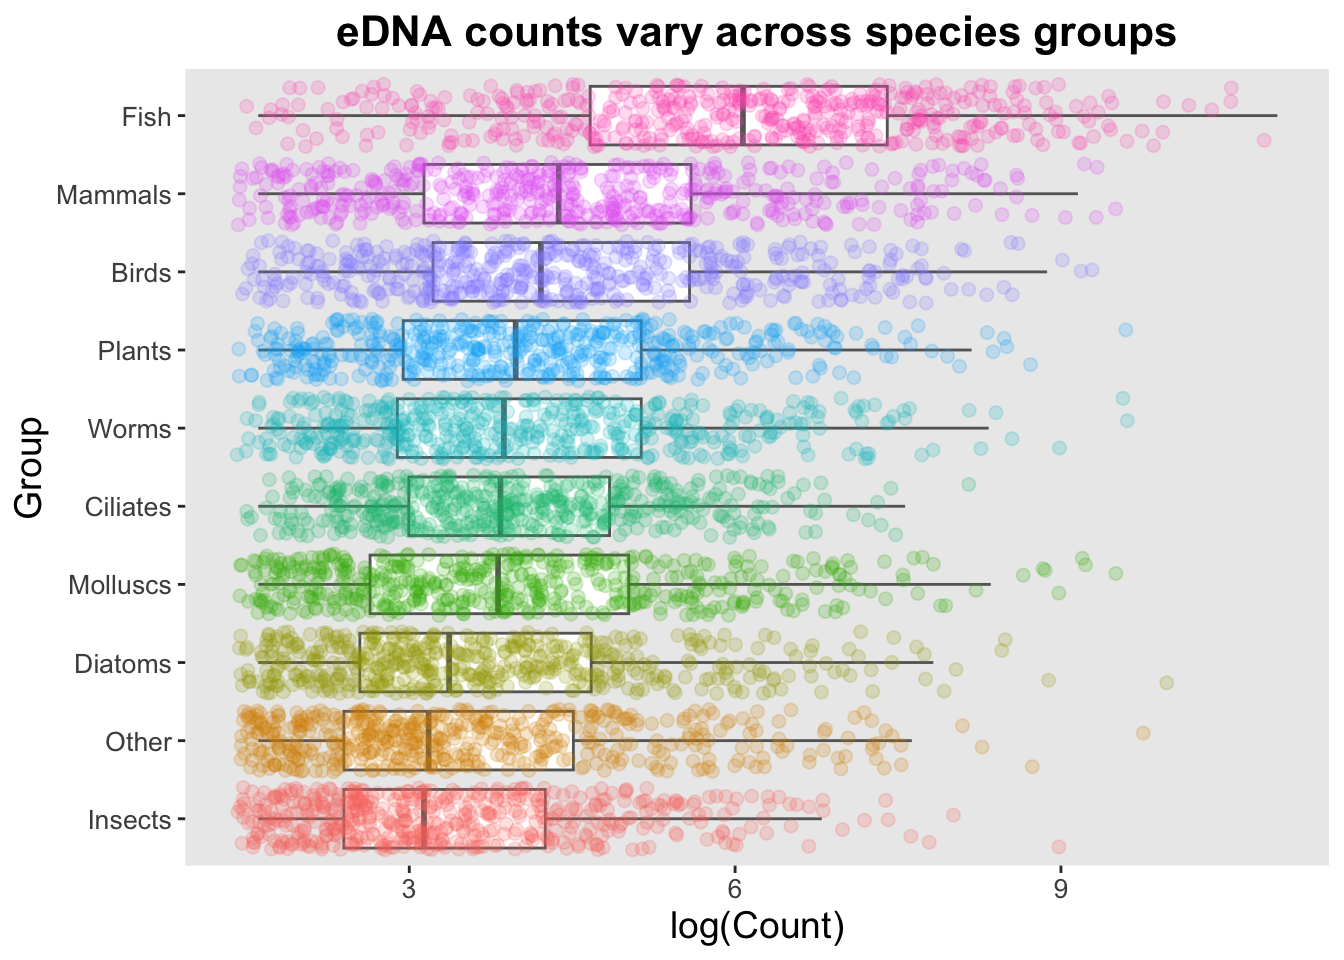 eDNA counts vary across species groups
Group
Fish
Mammals
Birds
Plants
Worms
Ciliates
Molluscs
Diatoms
Other
Insects
3 6 9
log(Count)